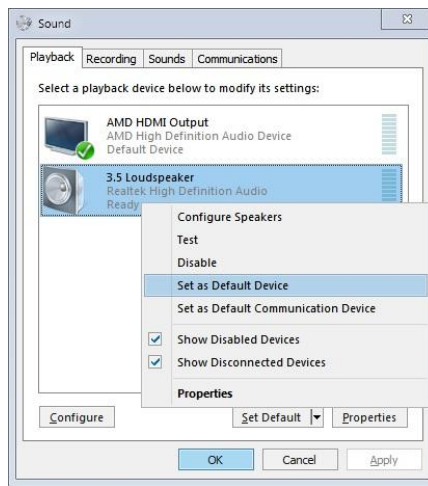 Sound
Playback Recording Sounds Communications
Select a playback device below to modify its settings:
AMD HDMI Output
AMD High Definition Audio Device
Default Device
3.5 Loudspeaker
Realtek High Definition Audio
Ready
Configure Speakers
Test
Disable
Set as Default Device
Set as Default Communication Device
Show Disabled Devices
Show Disconnected Devices
Properties
Configure Set Default Properties
OK Cancel Apply